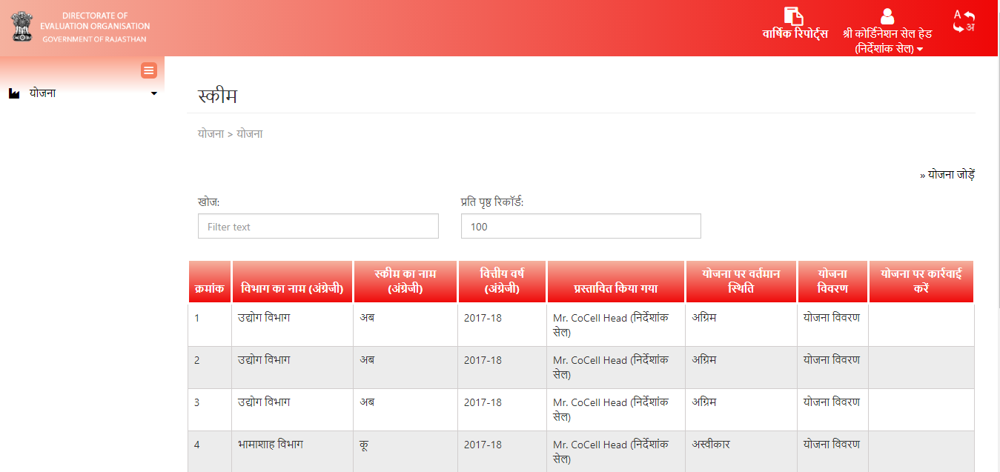 DIRECTORATE OF
EVALUATION ORGANISATION
GOVERNMENT OF RAJASTHAN
वार्षिक रिपोर्ट्स
श्री कोर्डिनेशन सेल हेड
(निर्देशांक सेल)
A
अ
योजना
स्कीम
योजना > योजना
» योजना जोड़ें
खोज: प्रति पृष्ठ रिकॉर्ड:
Filter text 100
क्रमांक विभाग का नाम (अंग्रेजी) स्कीम का नाम (अंग्रेजी) वित्तीय वर्ष (अंग्रेजी) प्रस्तावित किया गया योजना पर वर्तमान स्थिति योजना विवरण योजना पर कार्रवाई करें
1 उद्योग विभाग अब 2017-18 Mr. CoCell Head (निर्देशांक सेल) अग्रिम योजना विवरण
2 उद्योग विभाग अब 2017-18 Mr. CoCell Head (निर्देशांक सेल) अग्रिम योजना विवरण
3 उद्योग विभाग अब 2017-18 Mr. CoCell Head (निर्देशांक सेल) अग्रिम योजना विवरण
4 भामाशाह विभाग कू 2017-18 Mr. CoCell Head (निर्देशांक सेल) अस्वीकार योजना विवरण